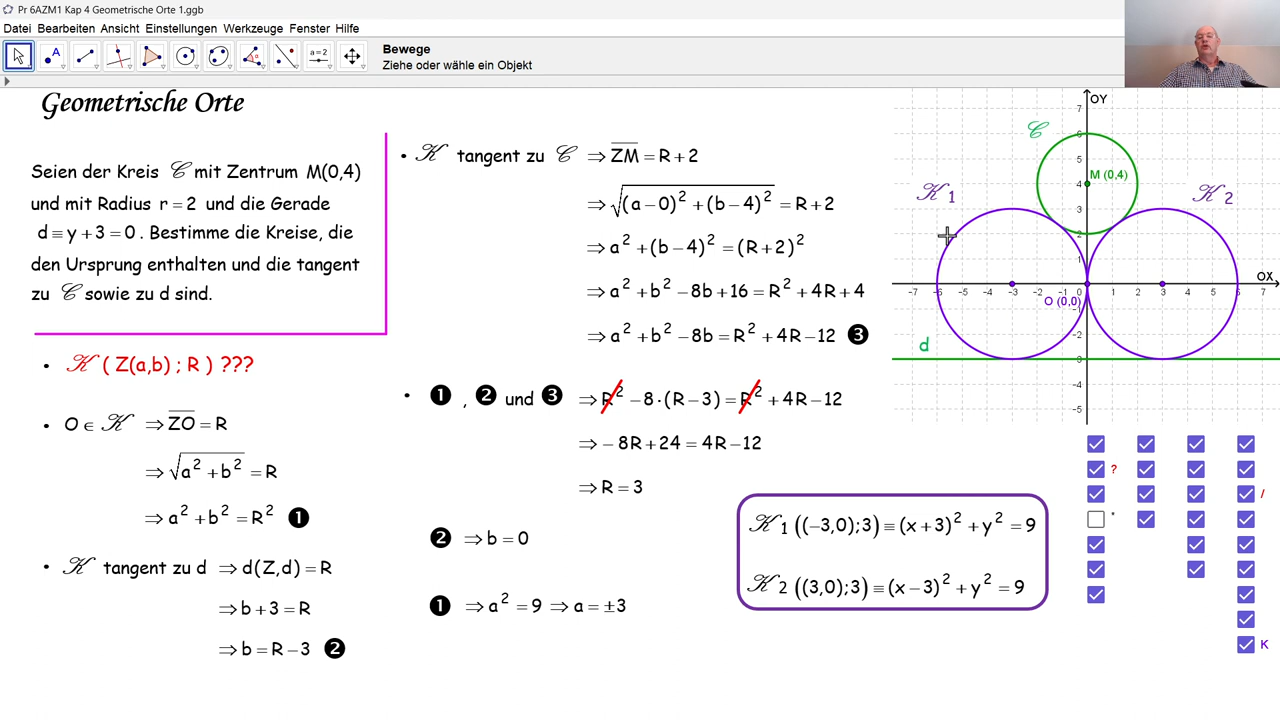 Pr 6AZM1 Kap 4 Geometrische Orte 1.ggb
Datei Bearbeiten Ansicht Einstellungen Werkzeuge Fenster Hilfe
A
a=2
Bewege
Ziehe oder wähle ein Objekt
Geometrische Orte
Seien der Kreis 𝒞 mit Zentrum M(0,4)
und mit Radius r = 2 und die Gerade
d ≡ y + 3 = 0. Bestimme die Kreise, die
den Ursprung enthalten und die tangent
zu 𝒞 sowie zu d sind.
• 𝒦 ( Z(a,b) ; R ) ???
• O ∈ 𝒦 ⇒ Z̅O̅ = R
⇒ √(a² + b²) = R
⇒ a² + b² = R² ❶
• 𝒦 tangent zu d ⇒ d(Z,d) = R
⇒ b + 3 = R
⇒ b = R − 3 ❷
• 𝒦 tangent zu 𝒞 ⇒ Z̅M̅ = R + 2
⇒ √((a − 0)² + (b − 4)²) = R + 2
⇒ a² + (b − 4)² = (R + 2)²
⇒ a² + b² − 8b + 16 = R² + 4R + 4
⇒ a² + b² − 8b = R² + 4R − 12 ❸
• ❶ , ❷ und ❸ ⇒ R² − 8 · (R − 3) = R² + 4R − 12
⇒ − 8R + 24 = 4R − 12
⇒ R = 3
❷ ⇒ b = 0
❶ ⇒ a² = 9 ⇒ a = ±3
𝒦 1 ((−3,0);3) ≡ (x + 3)² + y² = 9
𝒦 2 ((3,0);3) ≡ (x − 3)² + y² = 9
OY
7
𝒞
6
5
M (0,4)
4
𝒦 1
𝒦 2
3
2
1
OX
-7 -6 -5 -4 -3 -2 -1 0 1 2 3 4 5 6 7
O (0,0)
-1
-2
d
-3
-4
-5
?
/
*
K